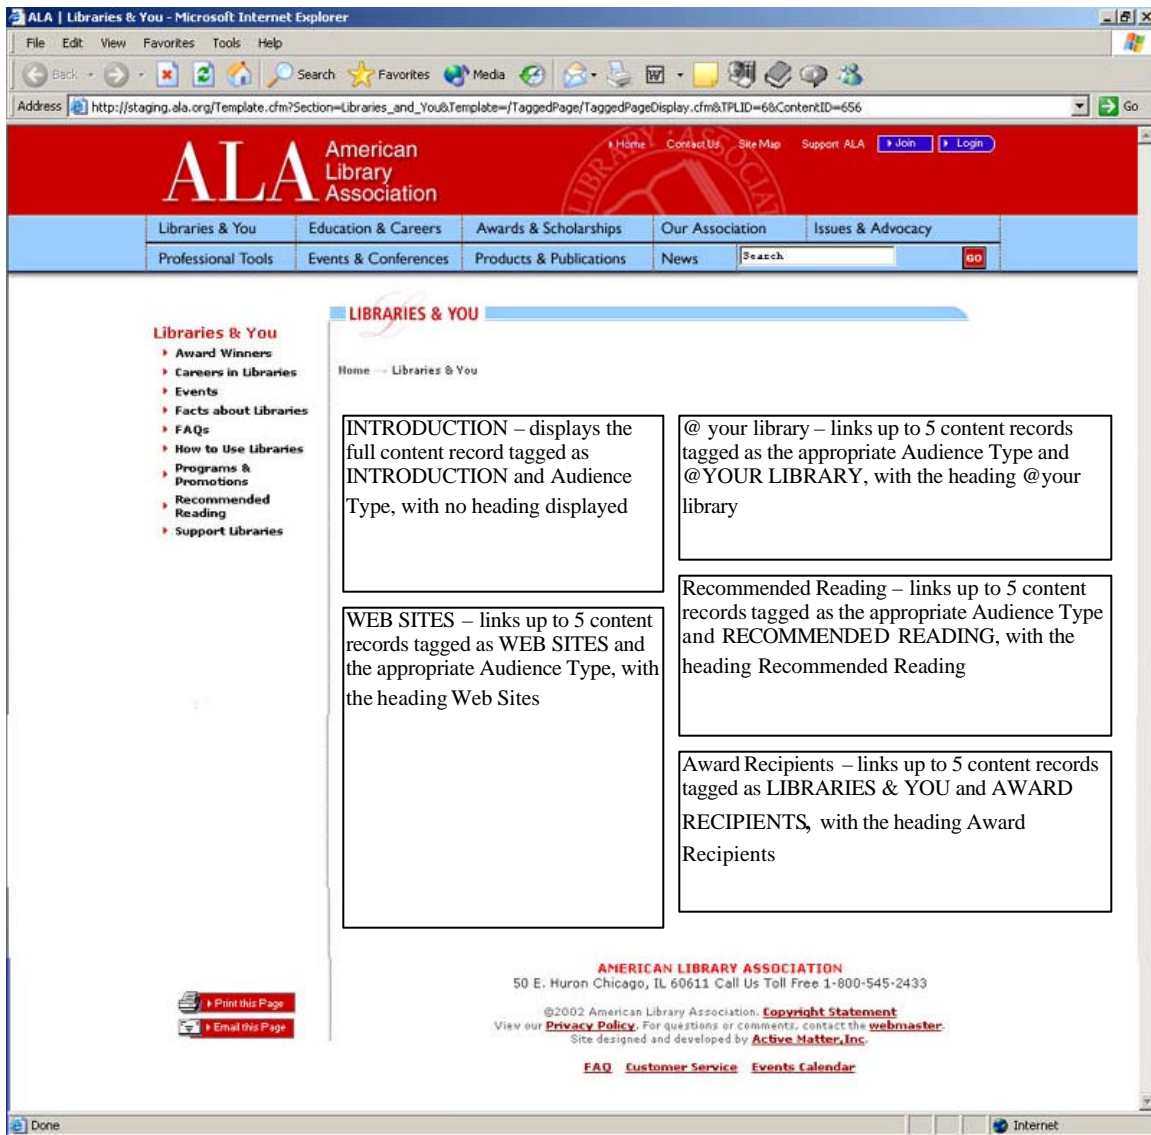 ALA | Libraries & You - Microsoft Internet Explorer
File Edit View Favorites Tools Help
Back Search Favorites Media
Address http://staging.ala.org/Template.cfm?Section=Libraries_and_You&Template=/TaggedPage/TaggedPageDisplay.cfm&TPLID=6&ContentID=656 Go
ALA American
Library
Association
Home Contact Us Site Map Support ALA Join Login
LIBRARY ASSOCIA
Libraries & You Education & Careers Awards & Scholarships Our Association Issues & Advocacy
Professional Tools Events & Conferences Products & Publications News Search GO
LIBRARIES & YOU
Libraries & You
Award Winners
Careers in Libraries
Events
Facts about Libraries
FAQs
How to Use Libraries
Programs &
Promotions
Recommended
Reading
Support Libraries
Home → Libraries & You
INTRODUCTION – displays the
full content record tagged as
INTRODUCTION and Audience
Type, with no heading displayed
WEB SITES – links up to 5 content
records tagged as WEB SITES and
the appropriate Audience Type, with
the heading Web Sites
@ your library – links up to 5 content records
tagged as the appropriate Audience Type and
@YOUR LIBRARY, with the heading @your
library
Recommended Reading – links up to 5 content
records tagged as the appropriate Audience Type
and RECOMMENDED READING, with the
heading Recommended Reading
Award Recipients – links up to 5 content records
tagged as LIBRARIES & YOU and AWARD
RECIPIENTS, with the heading Award
Recipients
Print this Page
Email this Page
AMERICAN LIBRARY ASSOCIATION
50 E. Huron Chicago, IL 60611 Call Us Toll Free 1-800-545-2433
©2002 American Library Association. Copyright Statement
View our Privacy Policy. For questions or comments, contact the webmaster.
Site designed and developed by Active Matter,Inc.
FAQ Customer Service Events Calendar
Done Internet